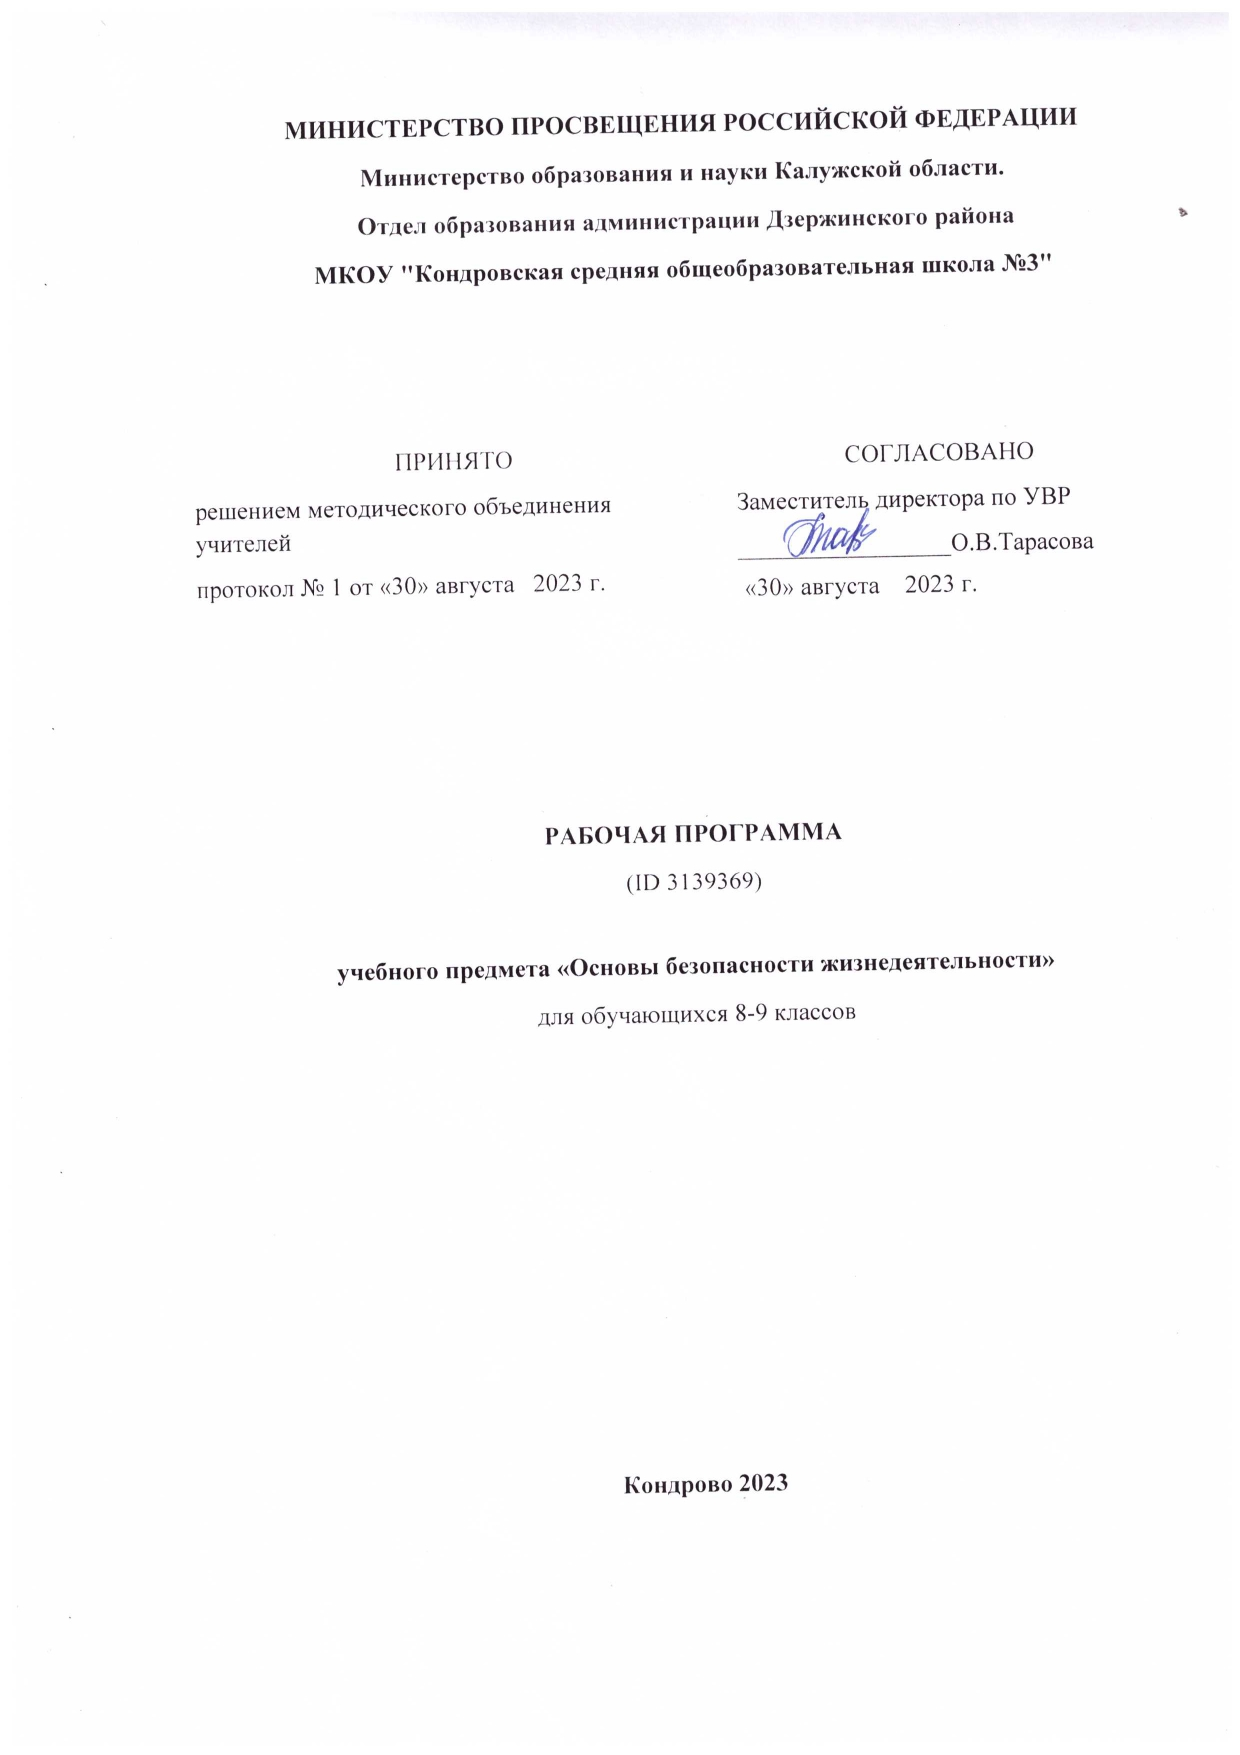 МИНИСТЕРСТВО ПРОСВЕЩЕНИЯ РОССИЙСКОЙ ФЕДЕРАЦИИ
Министерство образования и науки Калужской области.
Отдел образования администрации Дзержинского района
МКОУ "Кондровская средняя общеобразовательная школа №3"
ПРИНЯТО
решением методического объединения
учителей
протокол № 1 от «30» августа 2023 г.
СОГЛАСОВАНО
Заместитель директора по УВР
________________О.В.Тарасова
«30» августа 2023 г.
РАБОЧАЯ ПРОГРАММА
(ID 3139369)
учебного предмета «Основы безопасности жизнедеятельности»
для обучающихся 8-9 классов
Кондрово 2023